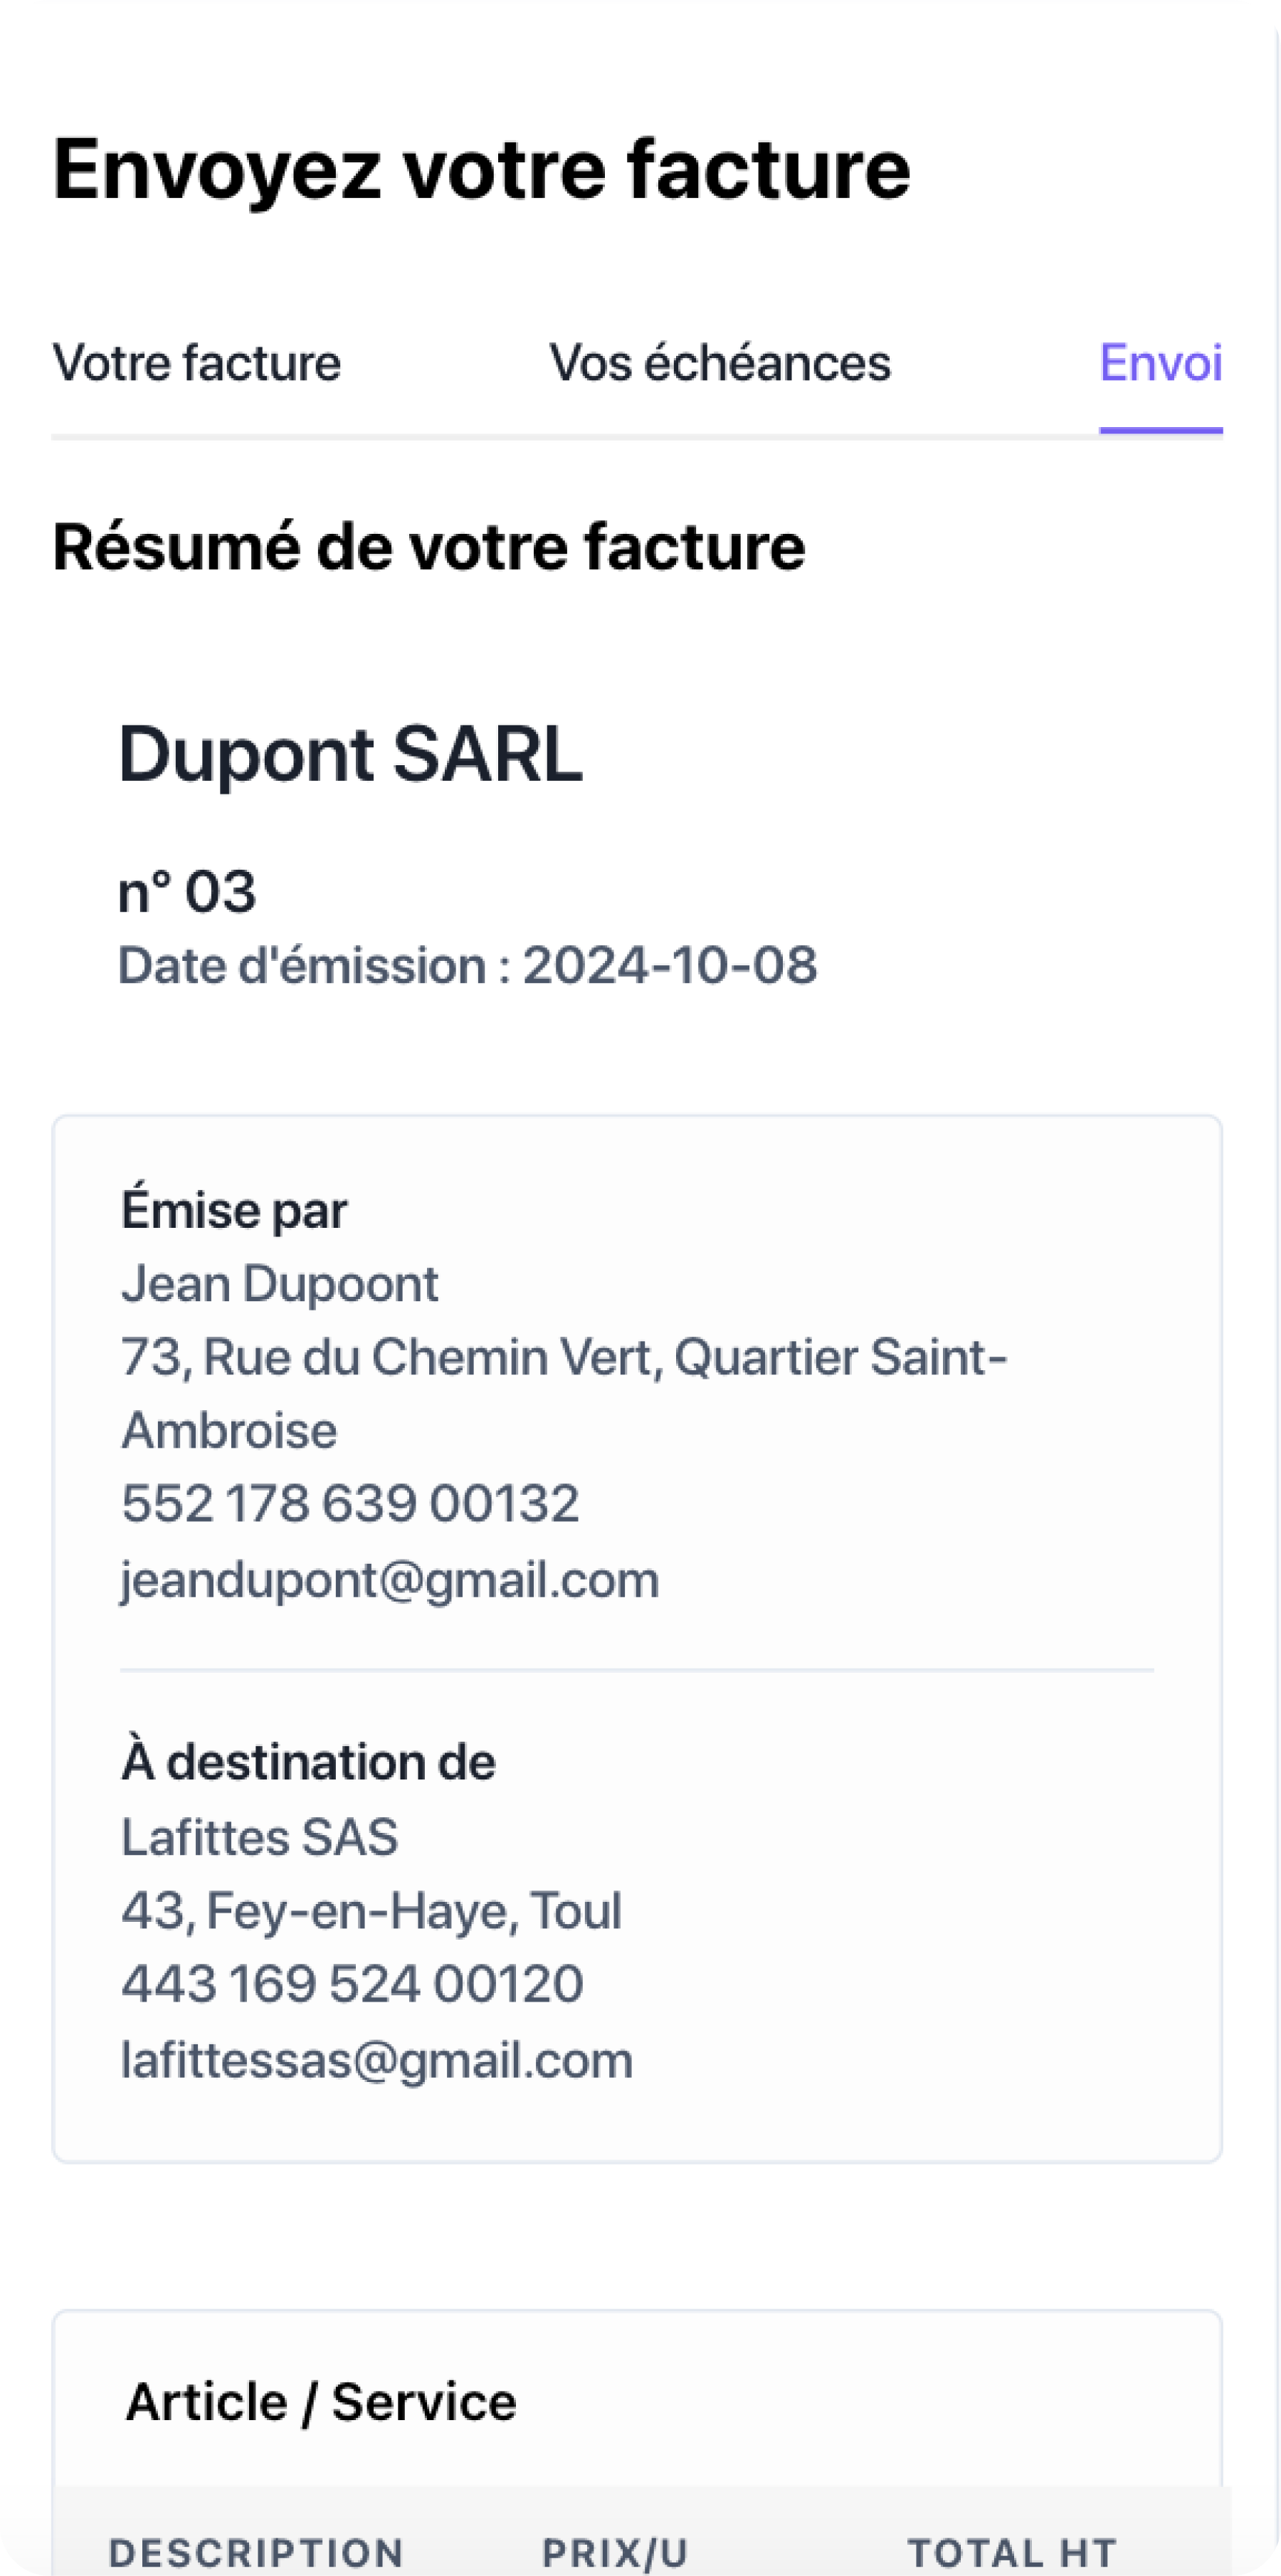 Envoyez votre facture
Votre facture Vos échéances Envoi
Résumé de votre facture
Dupont SARL
n° 03
Date d'émission : 2024-10-08
Émise par
Jean Dupoont
73, Rue du Chemin Vert, Quartier Saint-
Ambroise
552 178 639 00132
jeandupont@gmail.com
À destination de
Lafittes SAS
43, Fey-en-Haye, Toul
443 169 524 00120
lafittessas@gmail.com
Article / Service
DESCRIPTION PRIX/U TOTAL HT